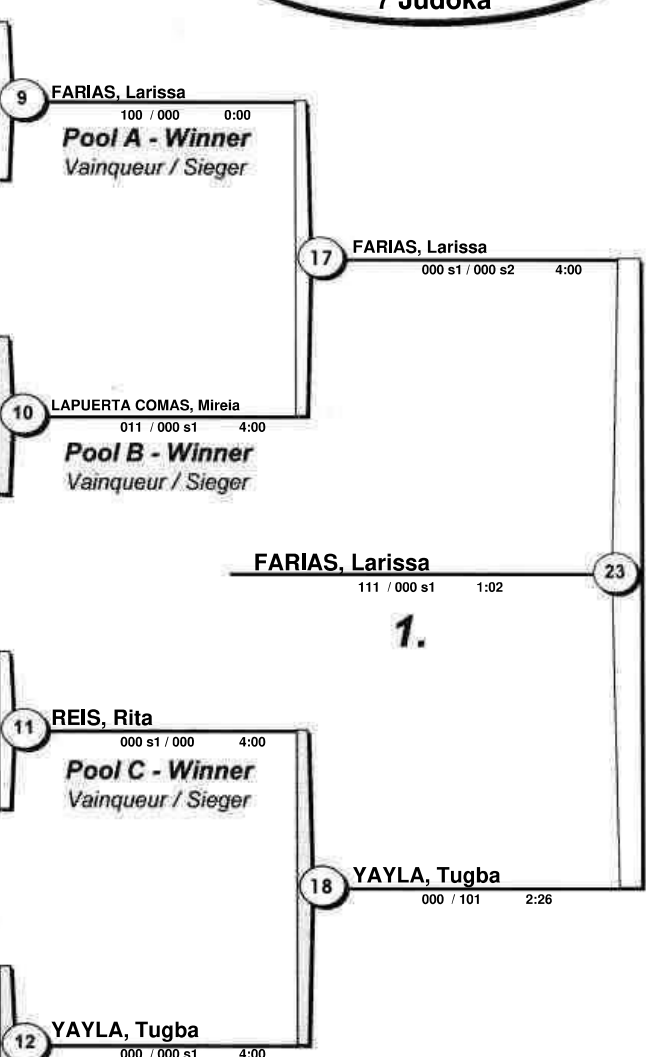 7 Judoka
9 FARIAS, Larissa
100 / 000 0:00
Pool A - Winner
Vainqueur / Sieger
17 FARIAS, Larissa
000 s1 / 000 s2 4:00
10 LAPUERTA COMAS, Mireia
011 / 000 s1 4:00
Pool B - Winner
Vainqueur / Sieger
FARIAS, Larissa 23
111 / 000 s1 1:02
1.
11 REIS, Rita
000 s1 / 000 4:00
Pool C - Winner
Vainqueur / Sieger
18 YAYLA, Tugba
000 / 101 2:26
12 YAYLA, Tugba
000 / 000 s1 4:00